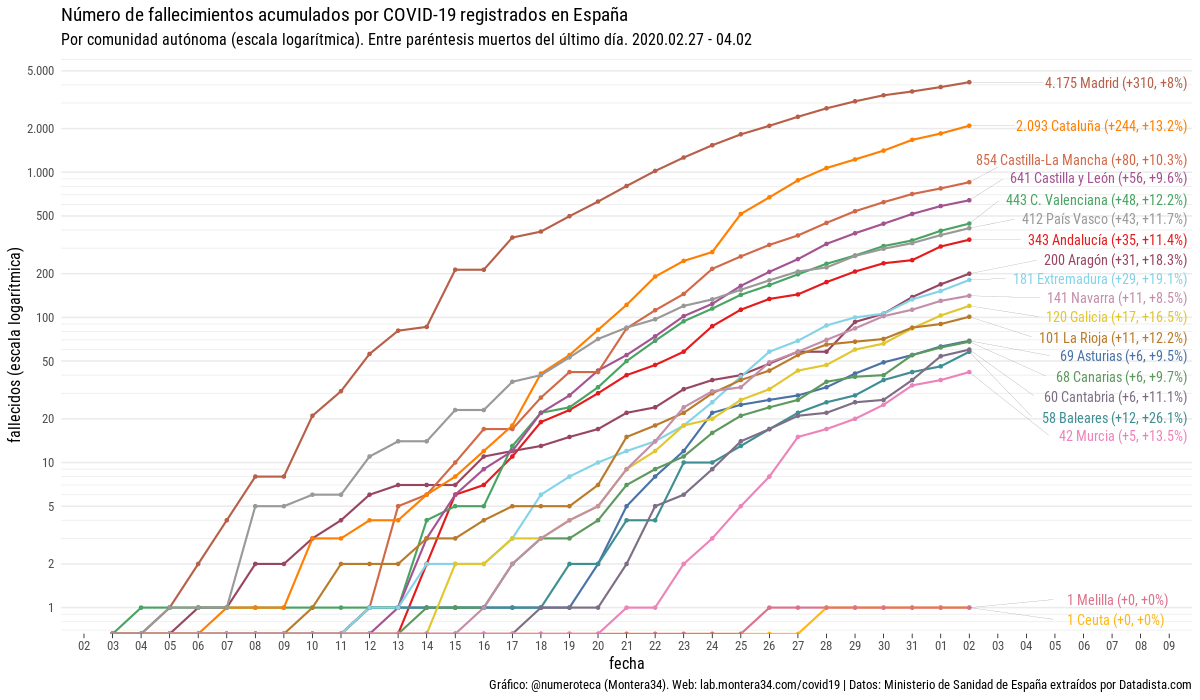 Número de fallecimientos acumulados por COVID-19 registrados en España
Por comunidad autónoma (escala logarítmica). Entre paréntesis muertos del último día. 2020.02.27 - 04.02
fallecidos (escala logarítmica)
5.000
2.000
1.000
500
200
100
50
20
10
5
2
1
4.175 Madrid (+310, +8%)
2.093 Cataluña (+244, +13.2%)
854 Castilla-La Mancha (+80, +10.3%)
641 Castilla y León (+56, +9.6%)
443 C. Valenciana (+48, +12.2%)
412 País Vasco (+43, +11.7%)
343 Andalucía (+35, +11.4%)
200 Aragón (+31, +18.3%)
181 Extremadura (+29, +19.1%)
141 Navarra (+11, +8.5%)
120 Galicia (+17, +16.5%)
101 La Rioja (+11, +12.2%)
69 Asturias (+6, +9.5%)
68 Canarias (+6, +9.7%)
60 Cantabria (+6, +11.1%)
58 Baleares (+12, +26.1%)
42 Murcia (+5, +13.5%)
1 Melilla (+0, +0%)
1 Ceuta (+0, +0%)
02 03 04 05 06 07 08 09 10 11 12 13 14 15 16 17 18 19 20 21 22 23 24 25 26 27 28 29 30 31 01 02 03 04 05 06 07 08 09
fecha
Gráfico: @numeroteca (Montera34). Web: lab.montera34.com/covid19 | Datos: Ministerio de Sanidad de España extraídos por Datadista.com